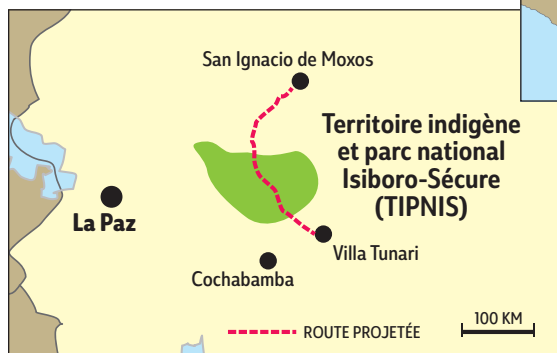 San Ignacio de Moxos
Territoire indigène
et parc national
Isiboro-Sécure
(TIPNIS)
La Paz
Villa Tunari
Cochabamba
ROUTE PROJETÉE
100 KM